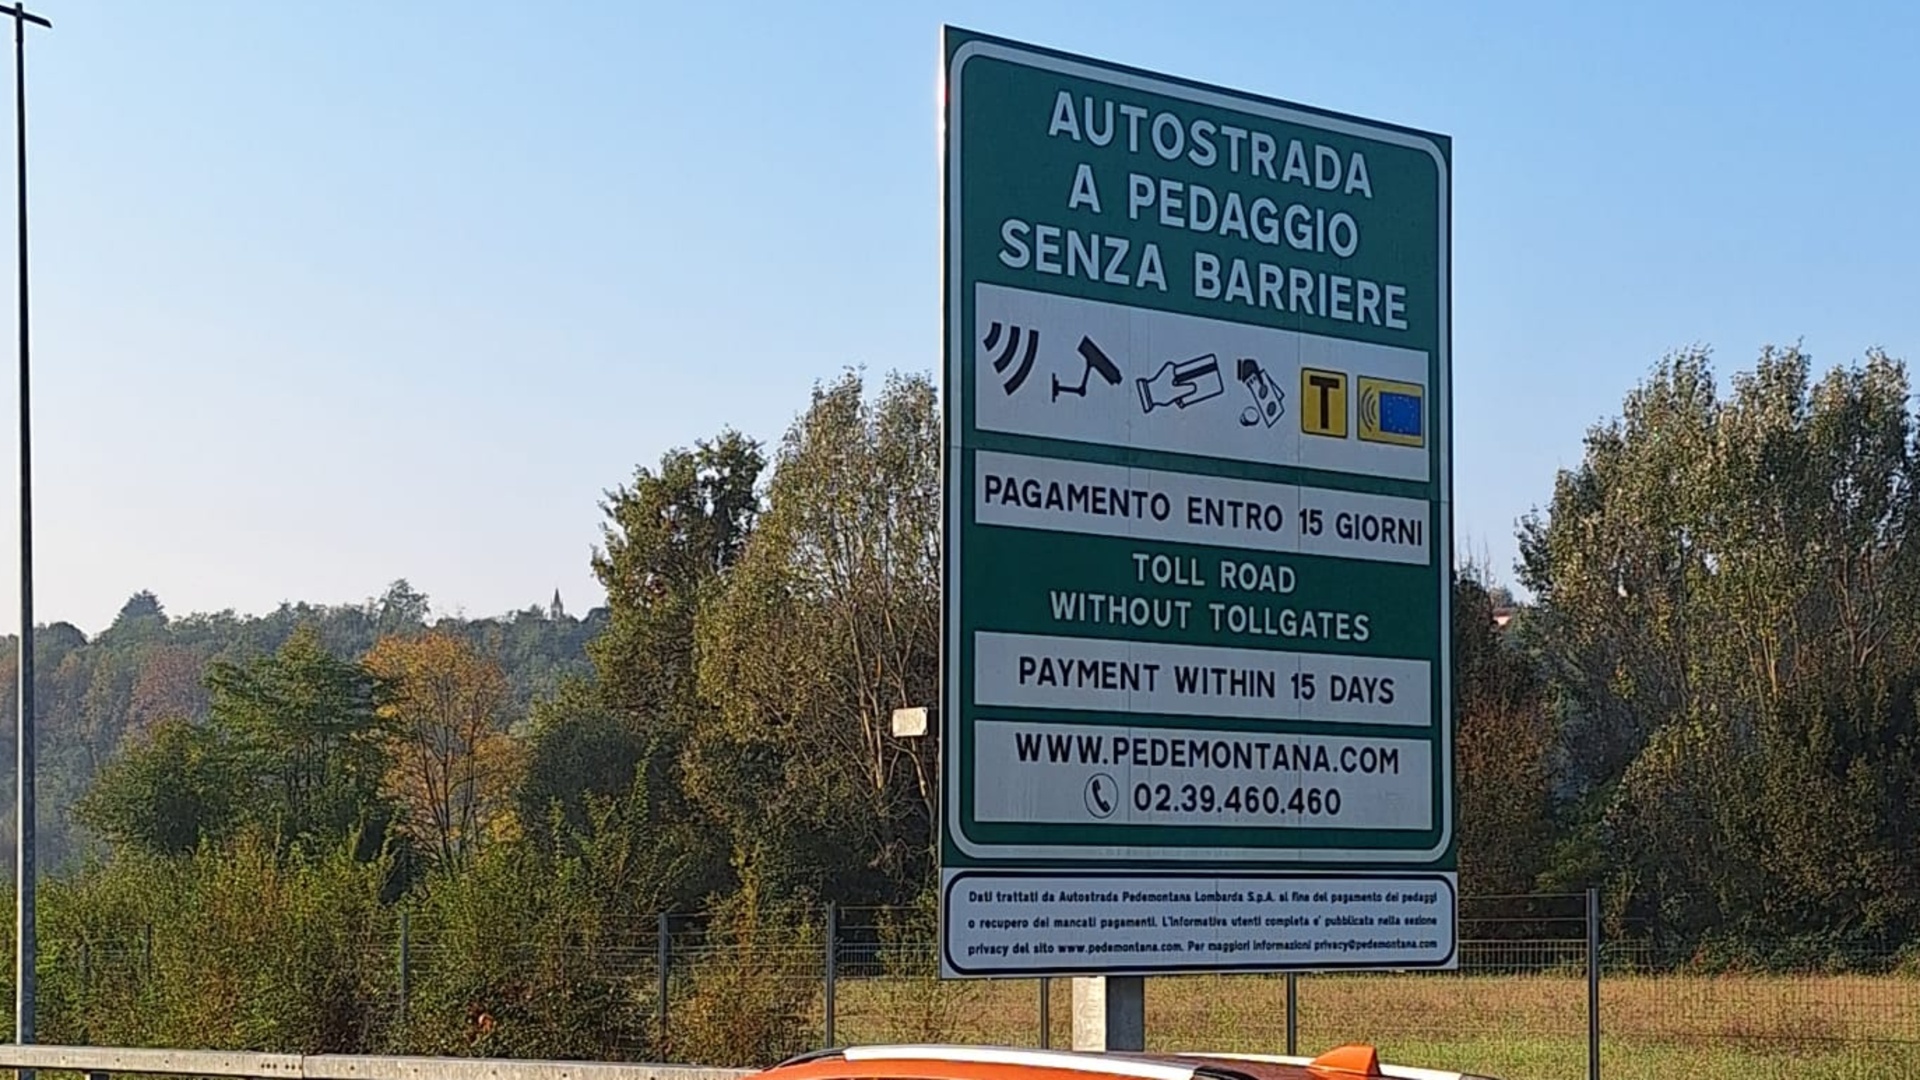 AUTOSTRADA
A PEDAGGIO
SENZA BARRIERE
T
PAGAMENTO ENTRO 15 GIORNI
TOLL ROAD
WITHOUT TOLLGATES
PAYMENT WITHIN 15 DAYS
WWW.PEDEMONTANA.COM
02.39.460.460
Dati trattati da Autostrada Pedemontana Lombarda S.p.A. al fine del pagamento dei pedaggi
o recupero dei mancati pagamenti. L'informativa utenti completa e' pubblicata nella sezione
privacy del sito www.pedemontana.com. Per maggiori informazioni privacy@pedemontana.com